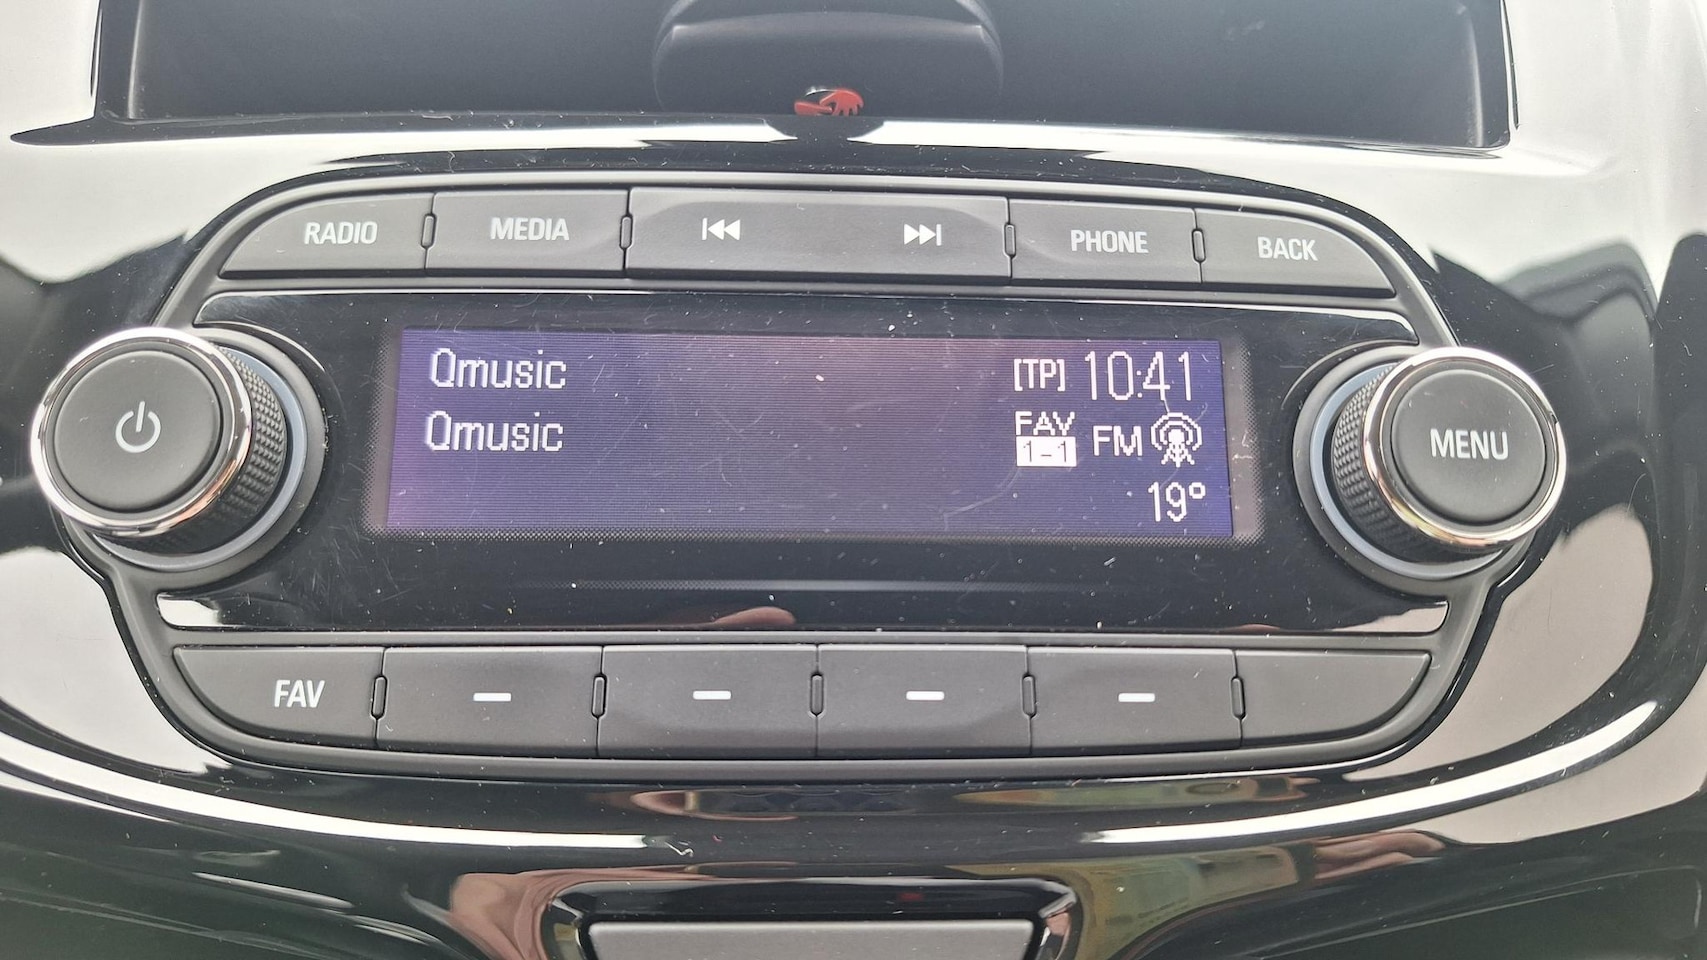 RADIO MEDIA PHONE BACK
Qmusic [TP] 10:41
Qmusic FAV 1-1 FM
19°
MENU
FAV